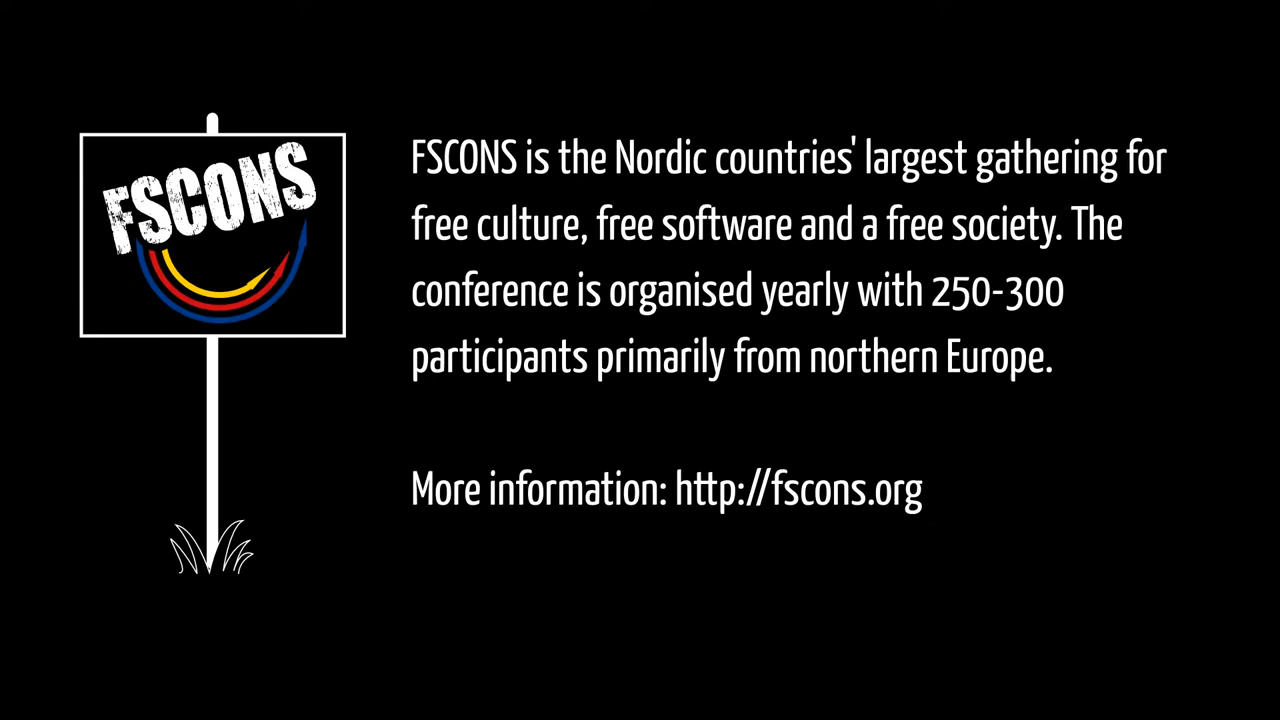 FSCONS
FSCONS is the Nordic countries' largest gathering for
free culture, free software and a free society. The
conference is organised yearly with 250-300
participants primarily from northern Europe.
More information: http://fscons.org